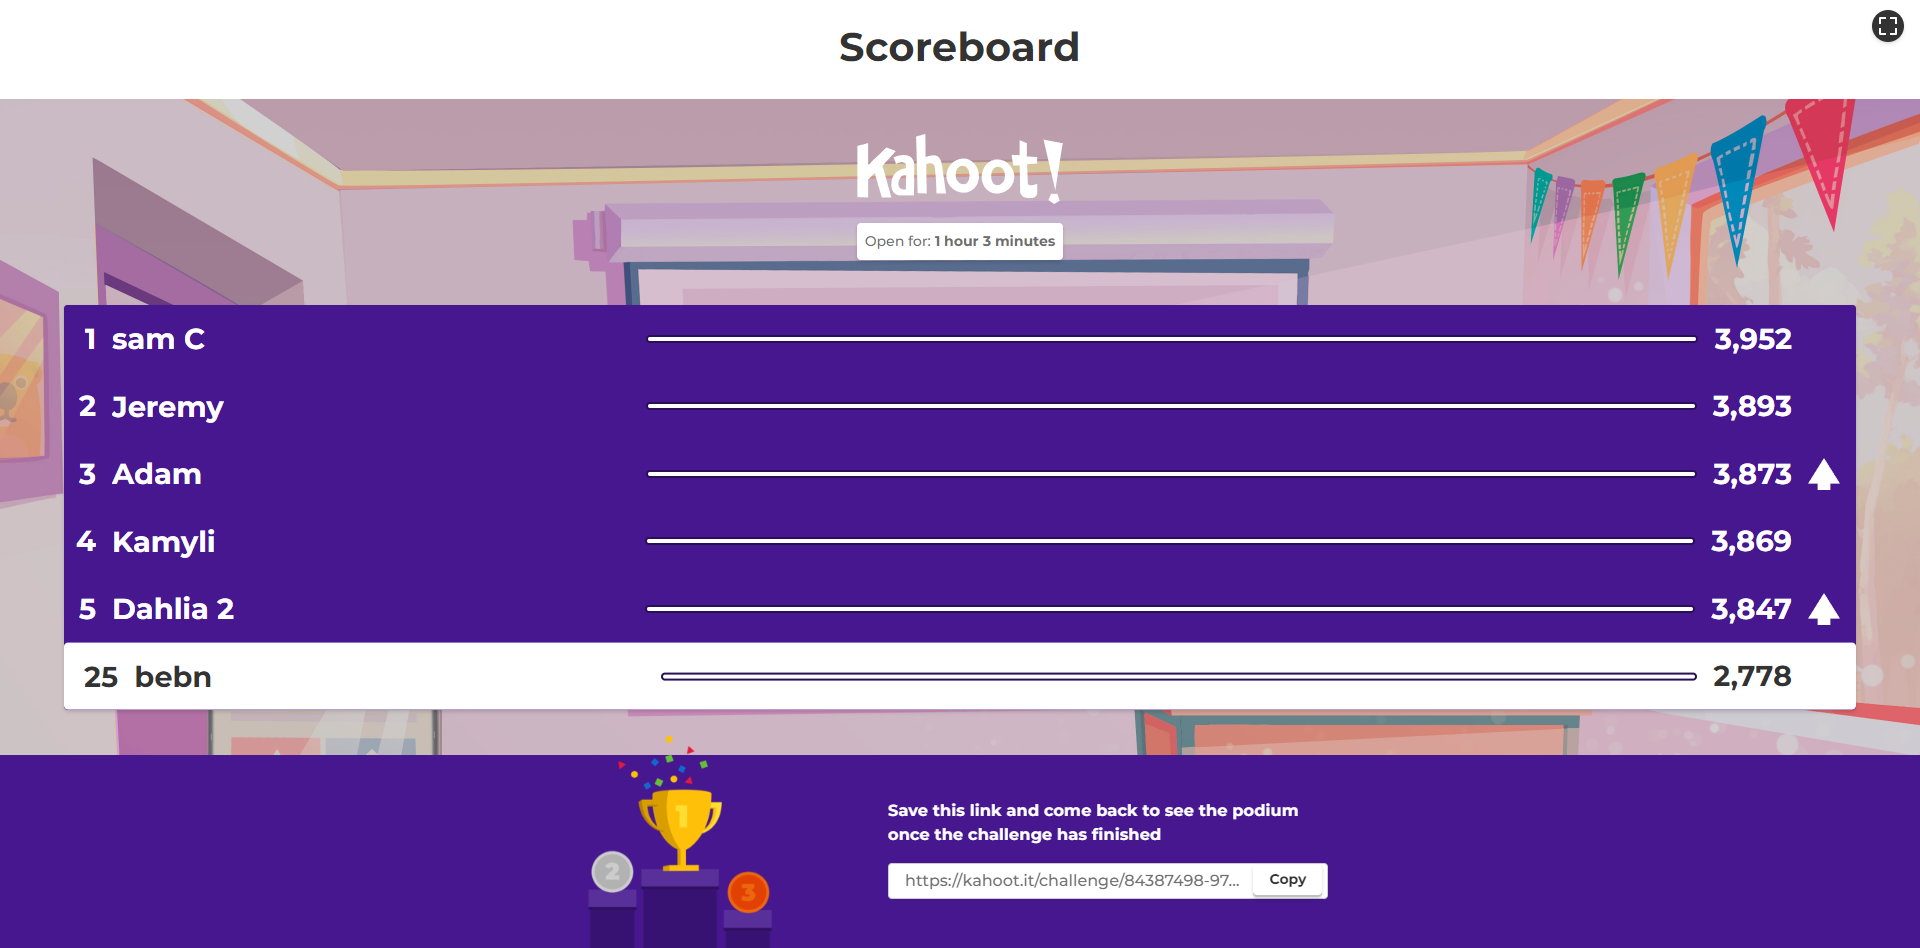 Scoreboard
Kahoot!
Open for: 1 hour 3 minutes
1 sam C 3,952
2 Jeremy 3,893
3 Adam 3,873
4 Kamyli 3,869
5 Dahlia 2 3,847
25 bebn 2,778
1
2
3
Save this link and come back to see the podium
once the challenge has finished
https://kahoot.it/challenge/84387498-97... Copy